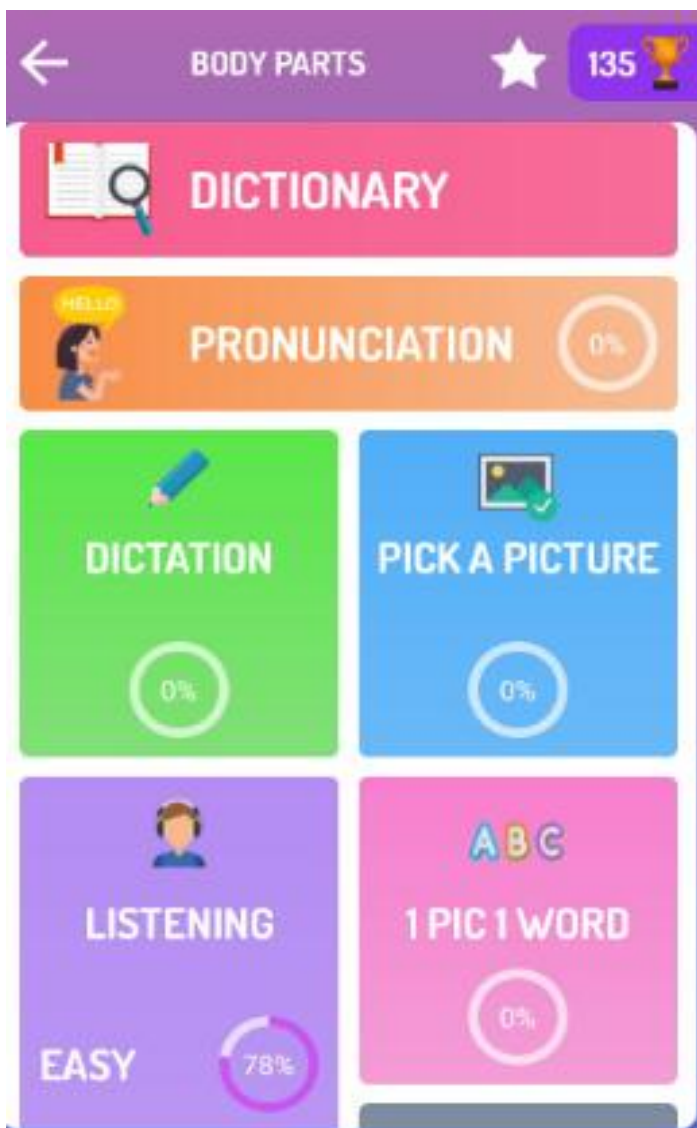 BODY PARTS
135
DICTIONARY
HELLO
PRONUNCIATION
0%
DICTATION
0%
PICK A PICTURE
0%
LISTENING
EASY
78%
ABC
1 PIC 1 WORD
0%